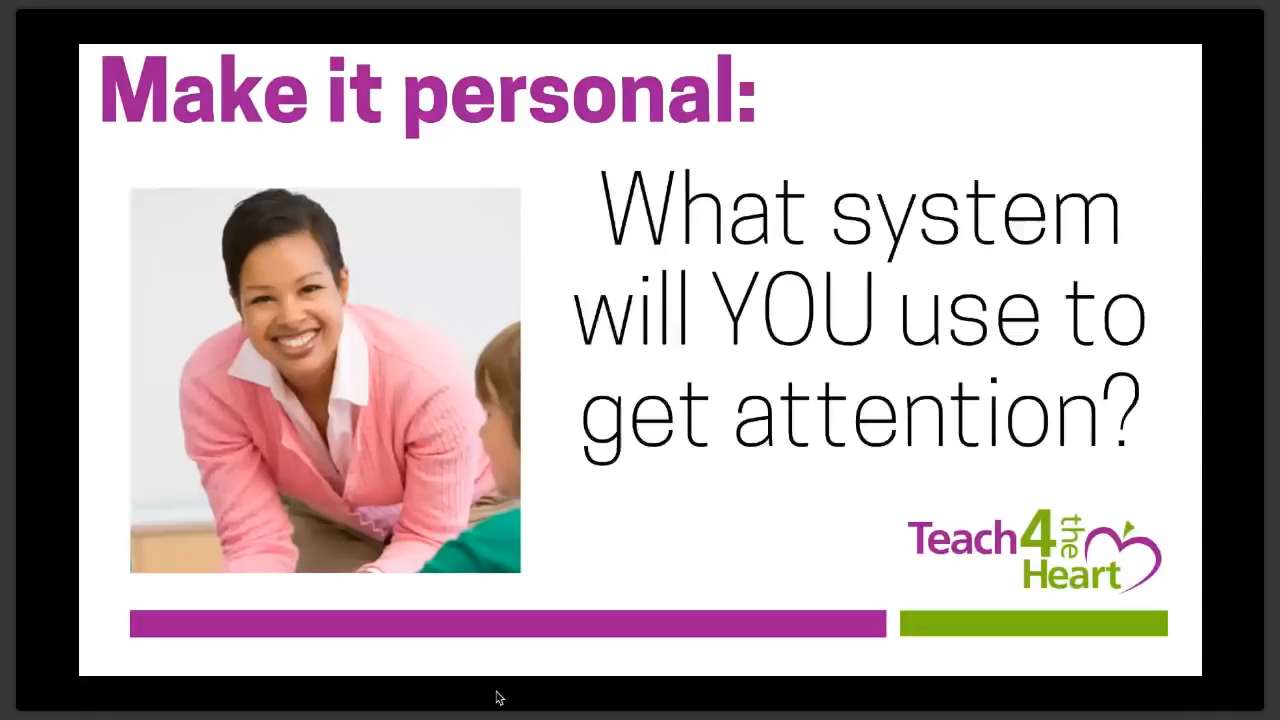 Make it personal:
What system
will YOU use to
get attention?
Teach4the
Heart